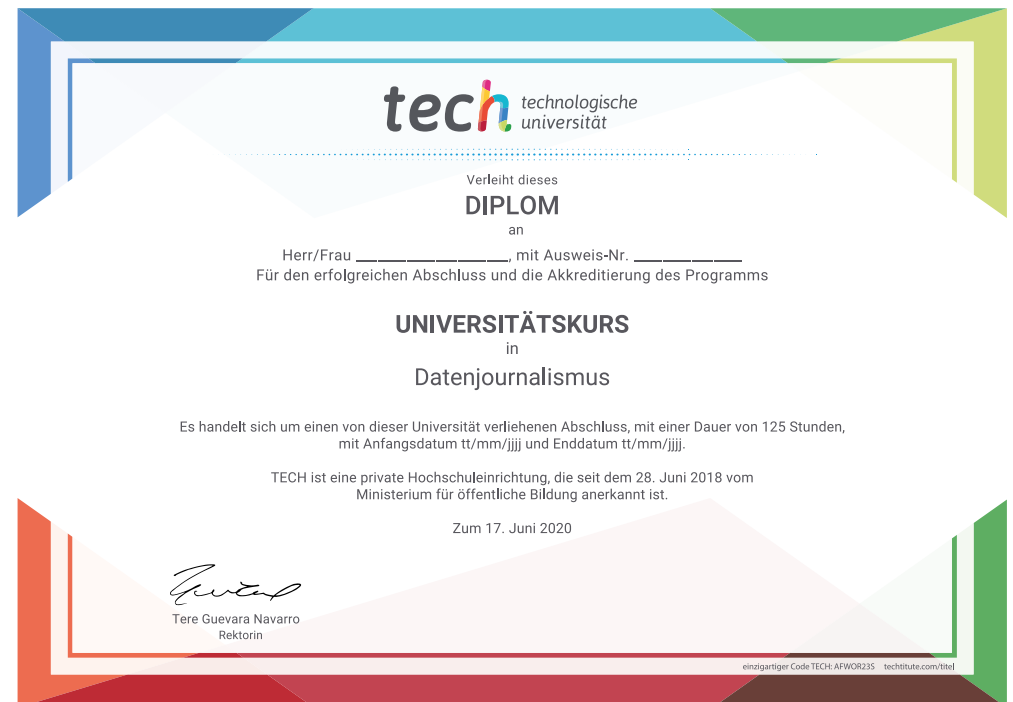 tech technologische
universität
Verleiht dieses
DIPLOM
an
Herr/Frau ______________, mit Ausweis-Nr. __________
Für den erfolgreichen Abschluss und die Akkreditierung des Programms
UNIVERSITÄTSKURS
in
Datenjournalismus
Es handelt sich um einen von dieser Universität verliehenen Abschluss, mit einer Dauer von 125 Stunden,
mit Anfangsdatum tt/mm/jjjj und Enddatum tt/mm/jjjj.
TECH ist eine private Hochschuleinrichtung, die seit dem 28. Juni 2018 vom
Ministerium für öffentliche Bildung anerkannt ist.
Zum 17. Juni 2020
Tere Guevara Navarro
Rektorin
einzigartiger Code TECH: AFWOR23S techtitute.com/titel